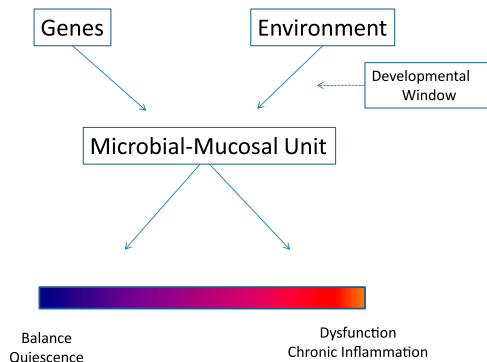 Genes
Environment
Developmental
Window
Microbial-Mucosal Unit
Balance
Quiescence
Dysfunction
Chronic Inflammation